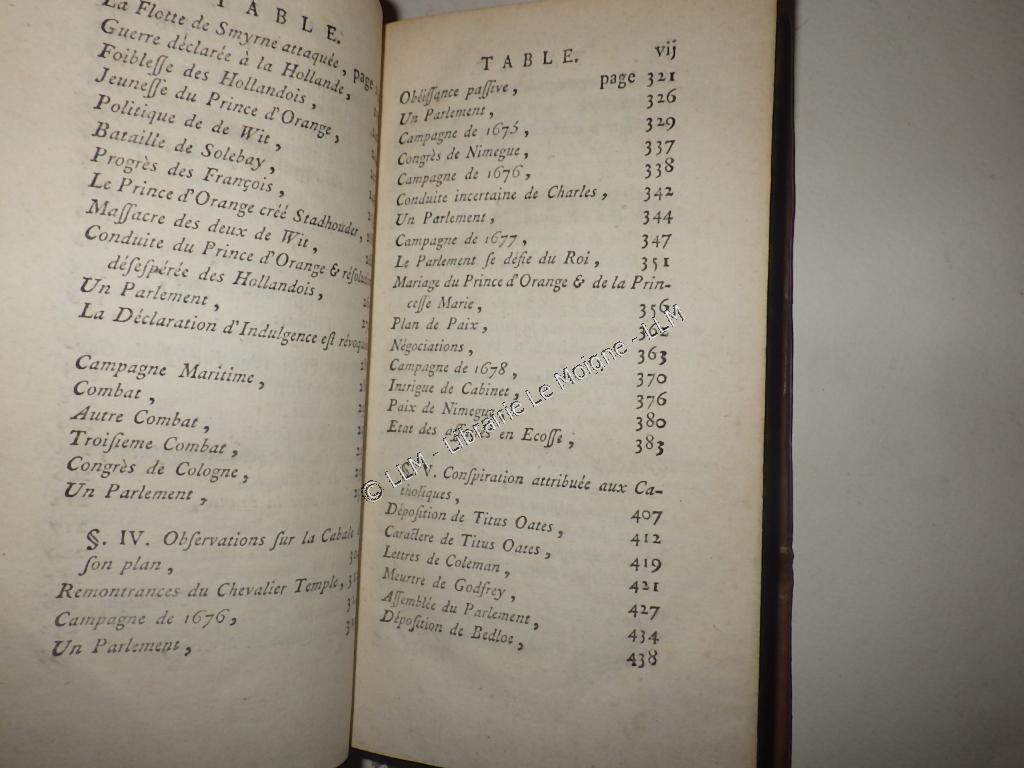 TABLE.
La Flotte de Smyrne attaquée, page
Guerre déclarée à la Hollande,
Foiblesse des Hollandois,
Jeunesse du Prince d'Orange,
Politique de de Wit,
Bataille de Solebay,
Progrès des François,
Le Prince d'Orange créé Stadhouder,
Massacre des deux de Wit,
Conduite du Prince d'Orange &
désespérée des Hollandois,
Un Parlement,
La Déclaration d'Indulgence est
Campagne Maritime,
Combat,
Autre Combat,
Troisieme Combat,
Congrès de Cologne,
Un Parlement,
§. IV. Observations sur la Cabale
son plan,
Remontrances du Chevalier Temple,
Campagne de 1676,
Un Parlement,
TABLE. vij
Obéissance passive, page 321
Un Parlement, 326
Campagne de 1675, 329
Congrès de Nimegue, 337
Campagne de 1676, 338
Conduite incertaine de Charles, 342
Un Parlement, 344
Campagne de 1677, 347
Le Parlement se défie du Roi, 351
Mariage du Prince d'Orange & de la Prin-
cesse Marie, 356
Plan de Paix, 362
Négociations, 363
Campagne de 1678, 370
Intrigue de Cabinet, 376
Paix de Nimegue, 380
Etat des affaires en Ecosse, 383
§. V. Conspiration attribuée aux Ca-
tholiques, 407
Déposition de Titus Oates, 412
Caractere de Titus Oates, 419
Lettres de Coleman, 421
Meurtre de Godfrey, 427
Assemblée du Parlement, 434
Déposition de Bedloe, 438
© LLM - Librairie Le Moigne - LLM